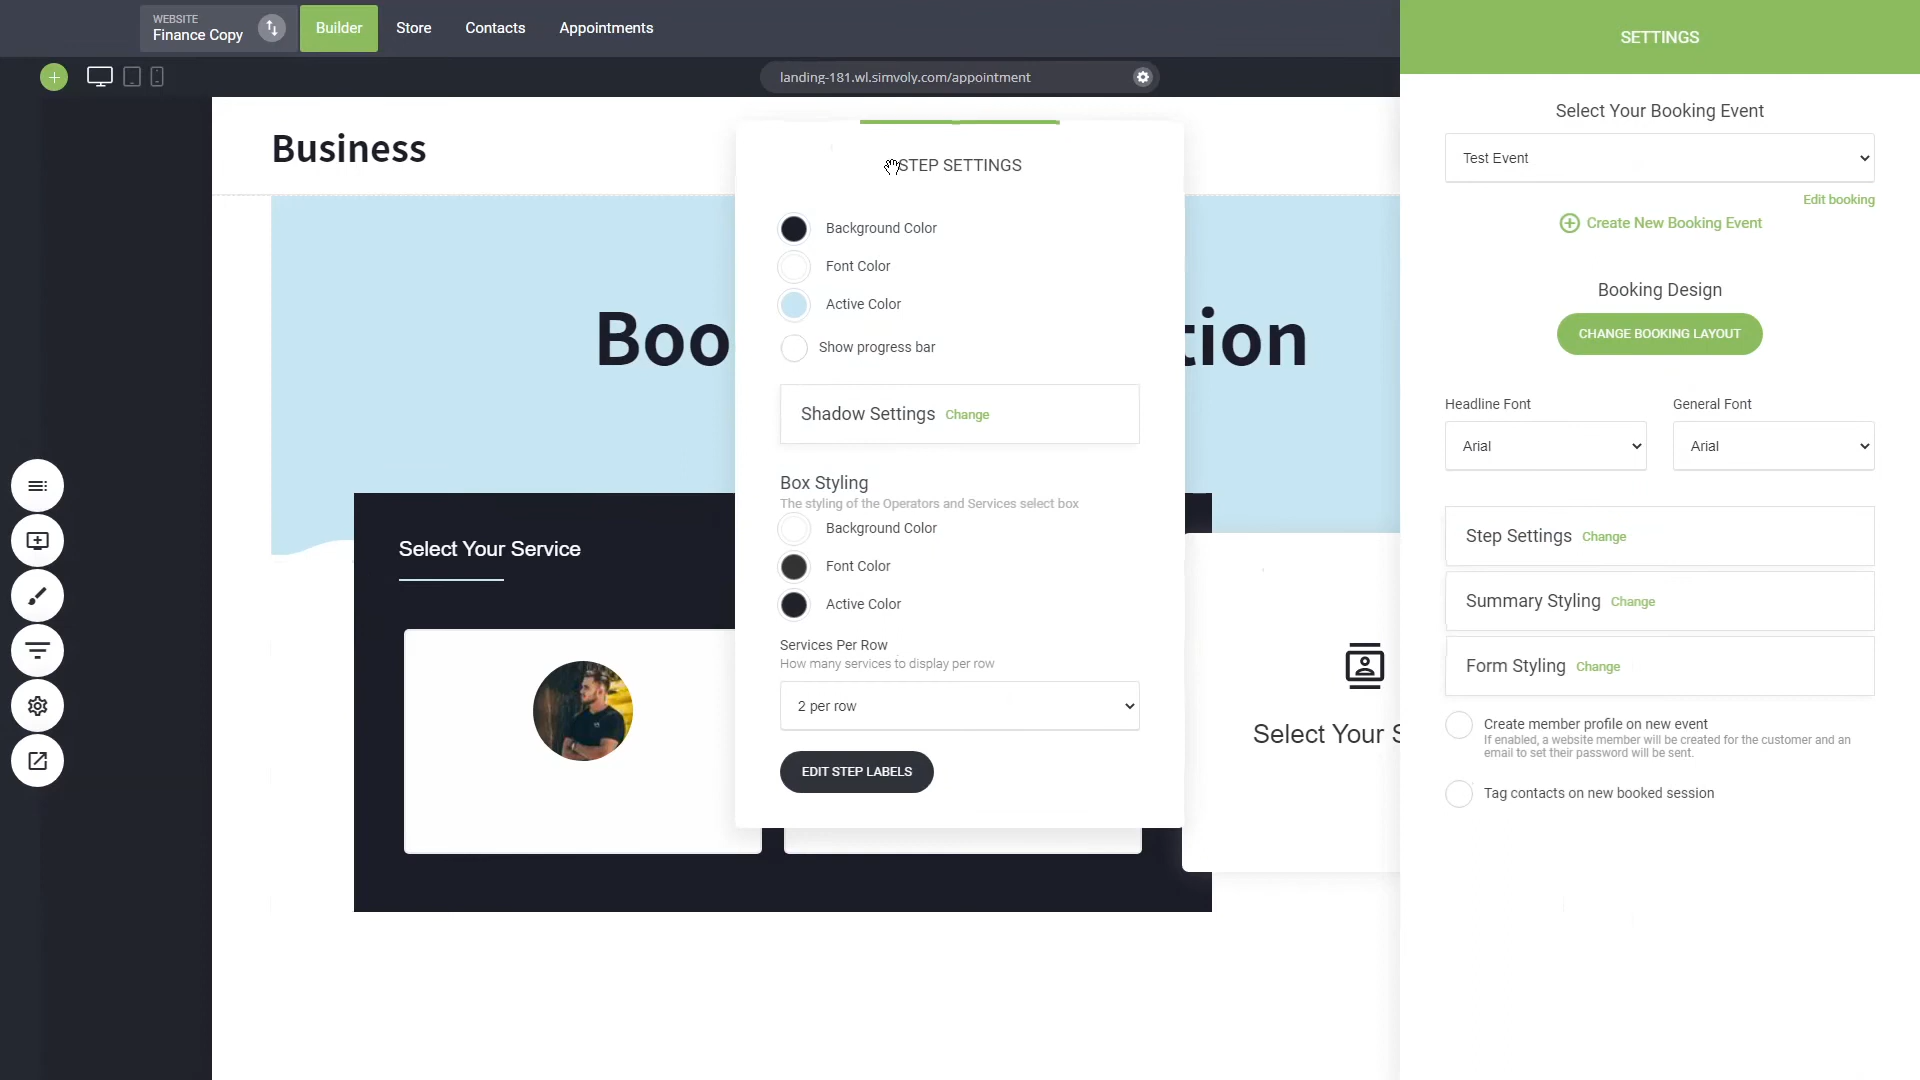 WEBSITE
Finance Copy
Builder
Store
Contacts
Appointments
landing-181.wl.simvoly.com/appointment
Business
Boo
tion
Select Your Service
Select Your S
STEP SETTINGS
Background Color
Font Color
Active Color
Show progress bar
Shadow Settings Change
Box Styling
The styling of the Operators and Services select box
Background Color
Font Color
Active Color
Services Per Row
How many services to display per row
2 per row
EDIT STEP LABELS
SETTINGS
Select Your Booking Event
Test Event
Edit booking
Create New Booking Event
Booking Design
CHANGE BOOKING LAYOUT
Headline Font
General Font
Arial
Arial
Step Settings Change
Summary Styling Change
Form Styling Change
Create member profile on new event
If enabled, a website member will be created for the customer and an
email to set their password will be sent.
Tag contacts on new booked session